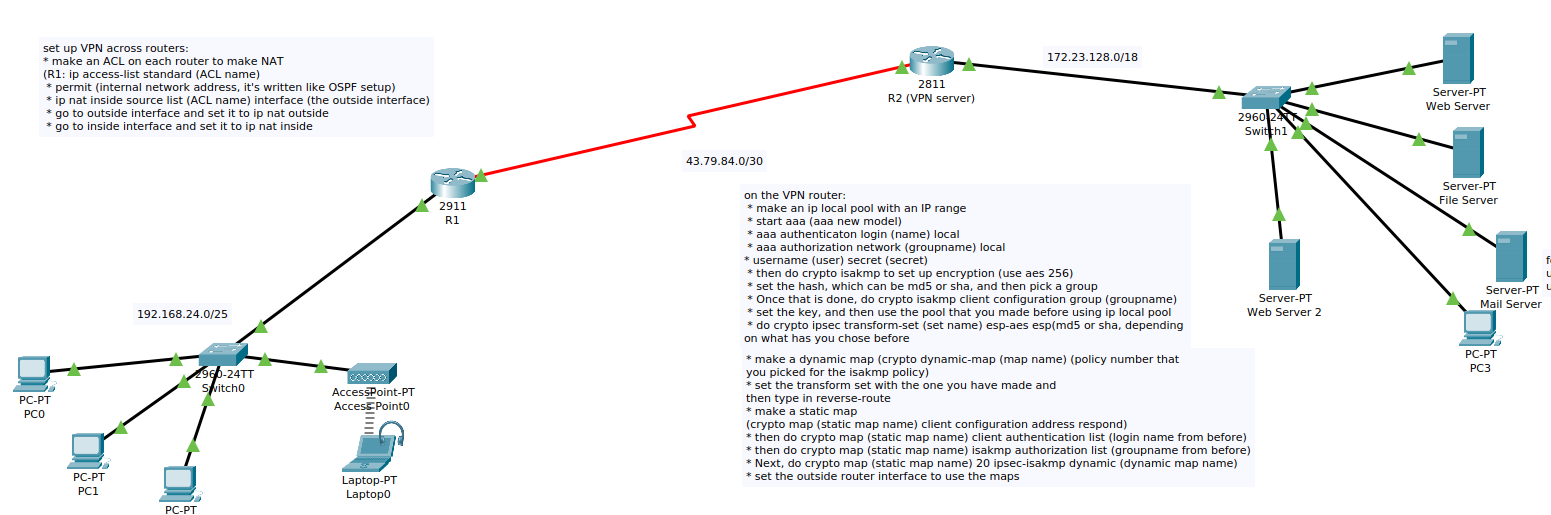 set up VPN across routers:
* make an ACL on each router to make NAT
(R1: ip access-list standard (ACL name)
* permit (internal network address, it's written like OSPF setup)
* ip nat inside source list (ACL name) interface (the outside interface)
* go to outside interface and set it to ip nat outside
* go to inside interface and set it to ip nat inside
2811
R2 (VPN server)
172.23.128.0/18
Server-PT
Web Server
2960-24TT
Switch1
Server-PT
File Server
43.79.84.0/30
2911
R1
on the VPN router:
* make an ip local pool with an IP range
* start aaa (aaa new model)
* aaa authenticaton login (name) local
* aaa authorization network (groupname) local
* username (user) secret (secret)
* then do crypto isakmp to set up encryption (use aes 256)
* set the hash, which can be md5 or sha, and then pick a group
* Once that is done, do crypto isakmp client configuration group (groupname)
* set the key, and then use the pool that you made before using ip local pool
* do crypto ipsec transform-set (set name) esp-aes esp(md5 or sha, depending
on what has you chose before
* make a dynamic map (crypto dynamic-map (map name) (policy number that
you picked for the isakmp policy)
* set the transform set with the one you have made and
then type in reverse-route
* make a static map
(crypto map (static map name) client configuration address respond)
* then do crypto map (static map name) client authentication list (login name from before)
* then do crypto map (static map name) isakmp authorization list (groupname from before)
* Next, do crypto map (static map name) 20 ipsec-isakmp dynamic (dynamic map name)
* set the outside router interface to use the maps
Server-PT
Web Server 2
Server-PT
Mail Server
PC-PT
PC3
192.168.24.0/25
2960-24TT
Switch0
PC-PT
PC0
AccessPoint-PT
Access Point0
PC-PT
PC1
Laptop-PT
Laptop0
PC-PT